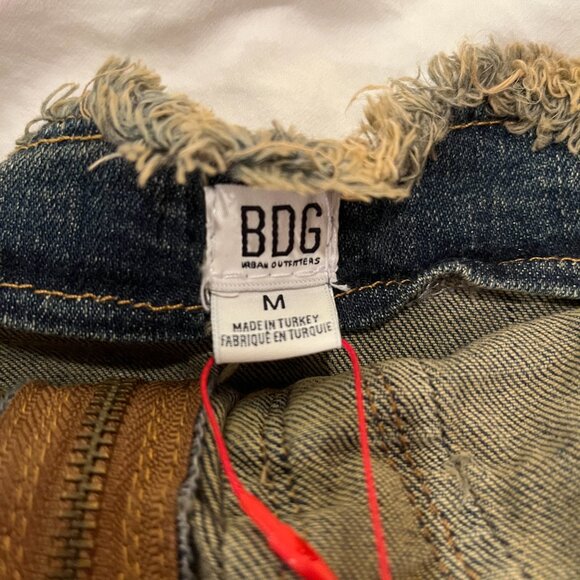 BDG
URBAN OUTFITTERS
M
MADE IN TURKEY
FABRIQUÉ EN TURQUIE